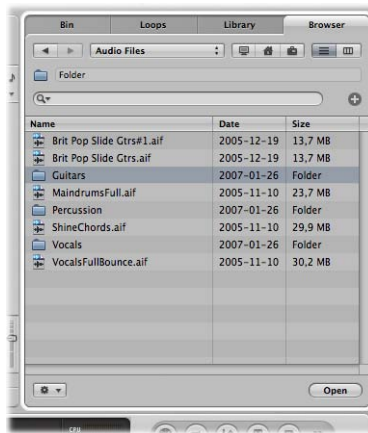 Bin Loops Library Browser
Audio Files
Folder
Name Date Size
Brit Pop Slide Gtrs#1.aif 2005-12-19 13,7 MB
Brit Pop Slide Gtrs.aif 2005-12-19 13,7 MB
Guitars 2007-01-26 Folder
MaindrumsFull.aif 2005-11-10 23,7 MB
Percussion 2007-01-26 Folder
ShineChords.aif 2005-11-10 29,9 MB
Vocals 2007-01-26 Folder
VocalsFullBounce.aif 2005-11-10 30,2 MB
Open
CPU